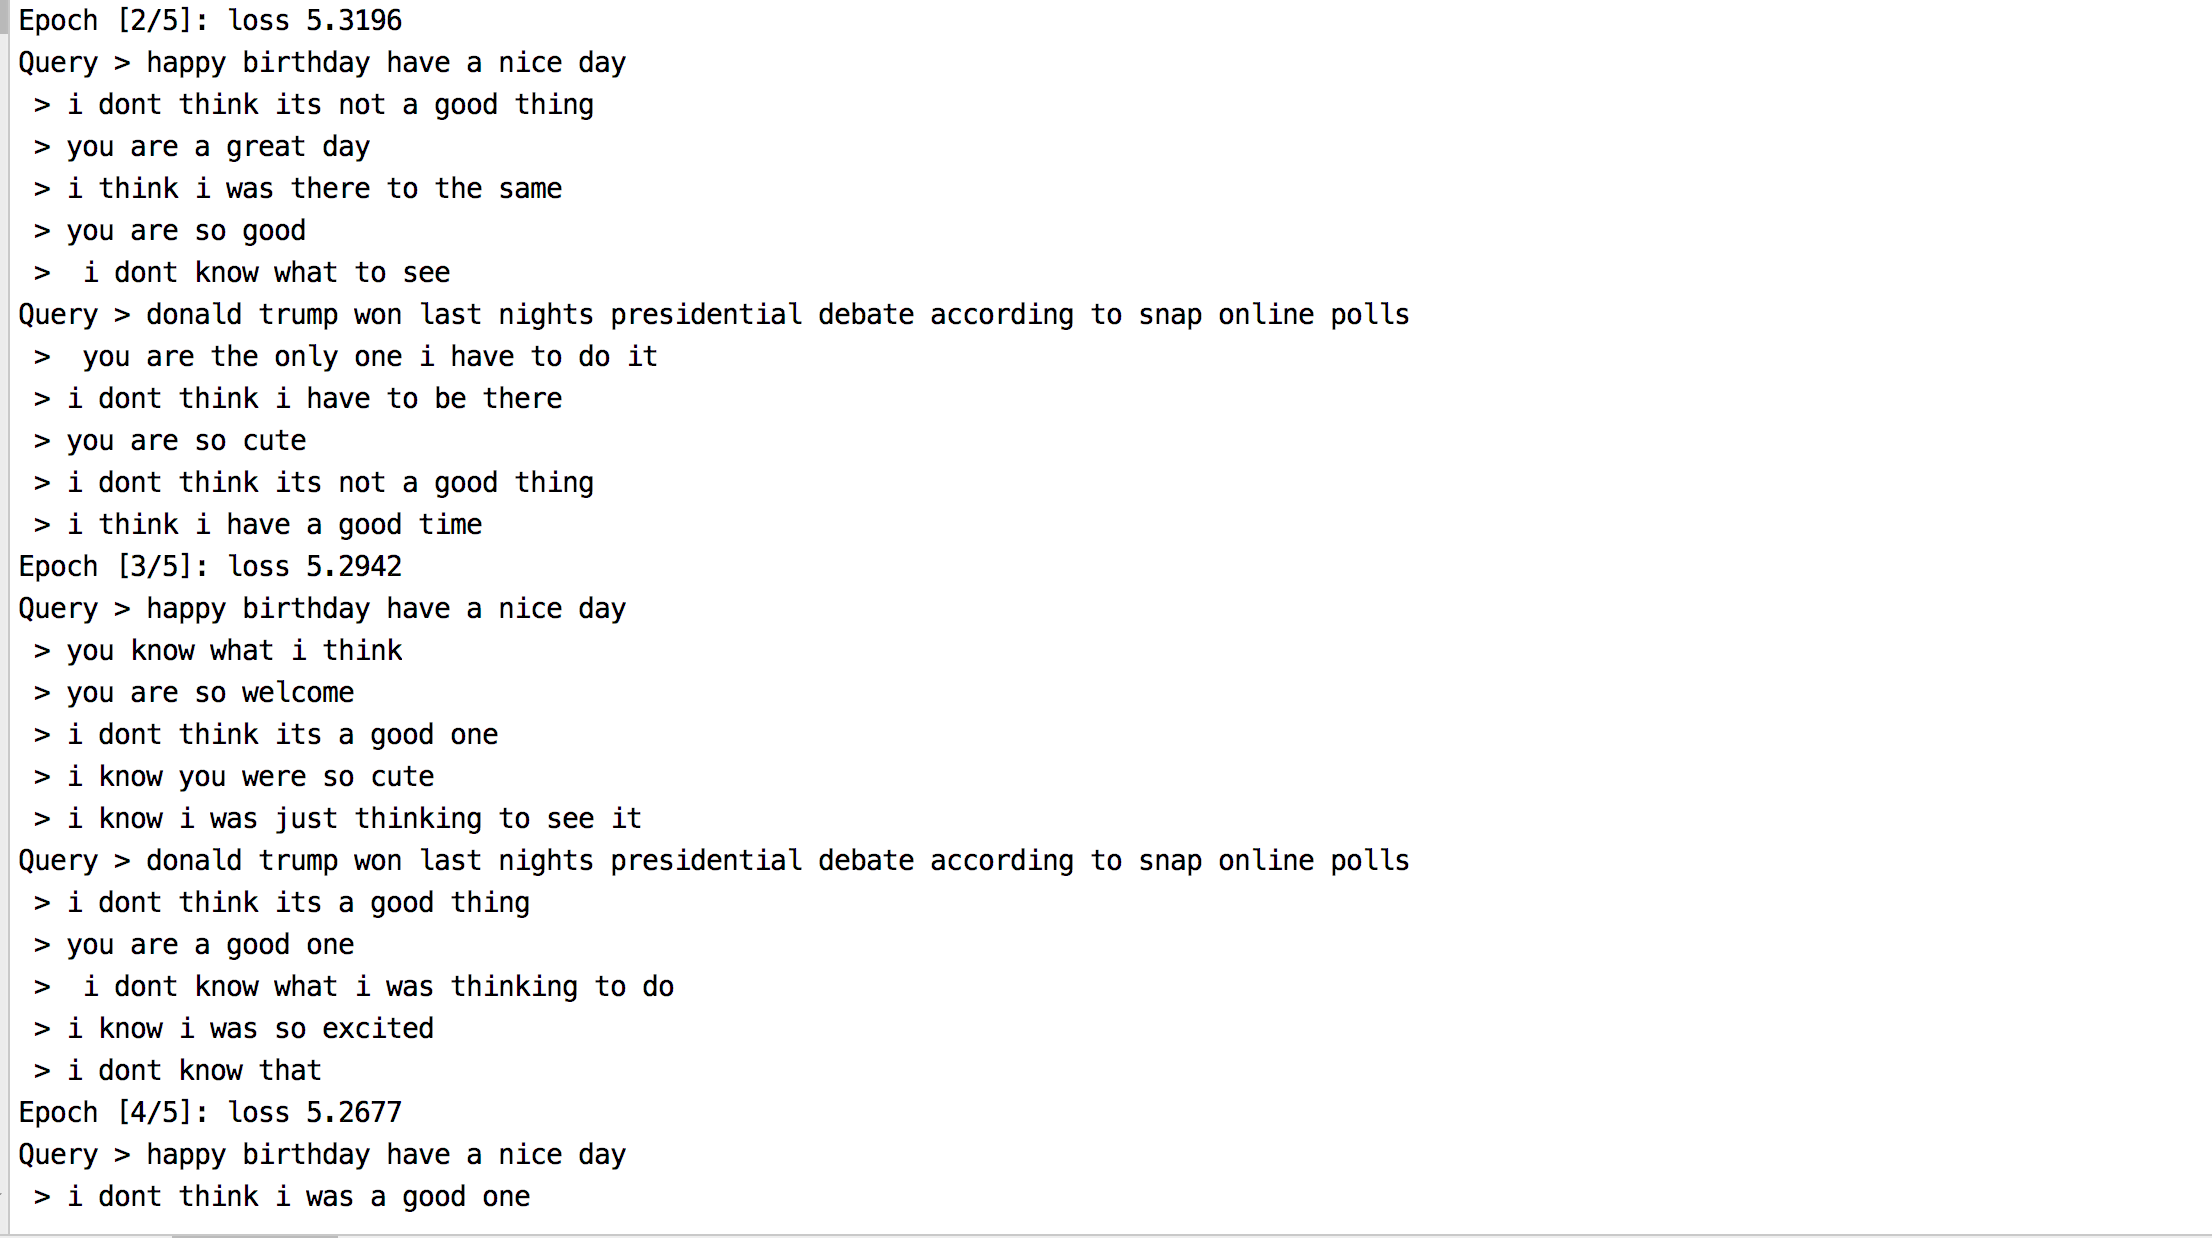 Epoch [2/5]: loss 5.3196
Query > happy birthday have a nice day
 > i dont think its not a good thing
 > you are a great day
 > i think i was there to the same
 > you are so good
 >  i dont know what to see
Query > donald trump won last nights presidential debate according to snap online polls
 >  you are the only one i have to do it
 > i dont think i have to be there
 > you are so cute
 > i dont think its not a good thing
 > i think i have a good time
Epoch [3/5]: loss 5.2942
Query > happy birthday have a nice day
 > you know what i think
 > you are so welcome
 > i dont think its a good one
 > i know you were so cute
 > i know i was just thinking to see it
Query > donald trump won last nights presidential debate according to snap online polls
 > i dont think its a good thing
 > you are a good one
 >  i dont know what i was thinking to do
 > i know i was so excited
 > i dont know that
Epoch [4/5]: loss 5.2677
Query > happy birthday have a nice day
 > i dont think i was a good one